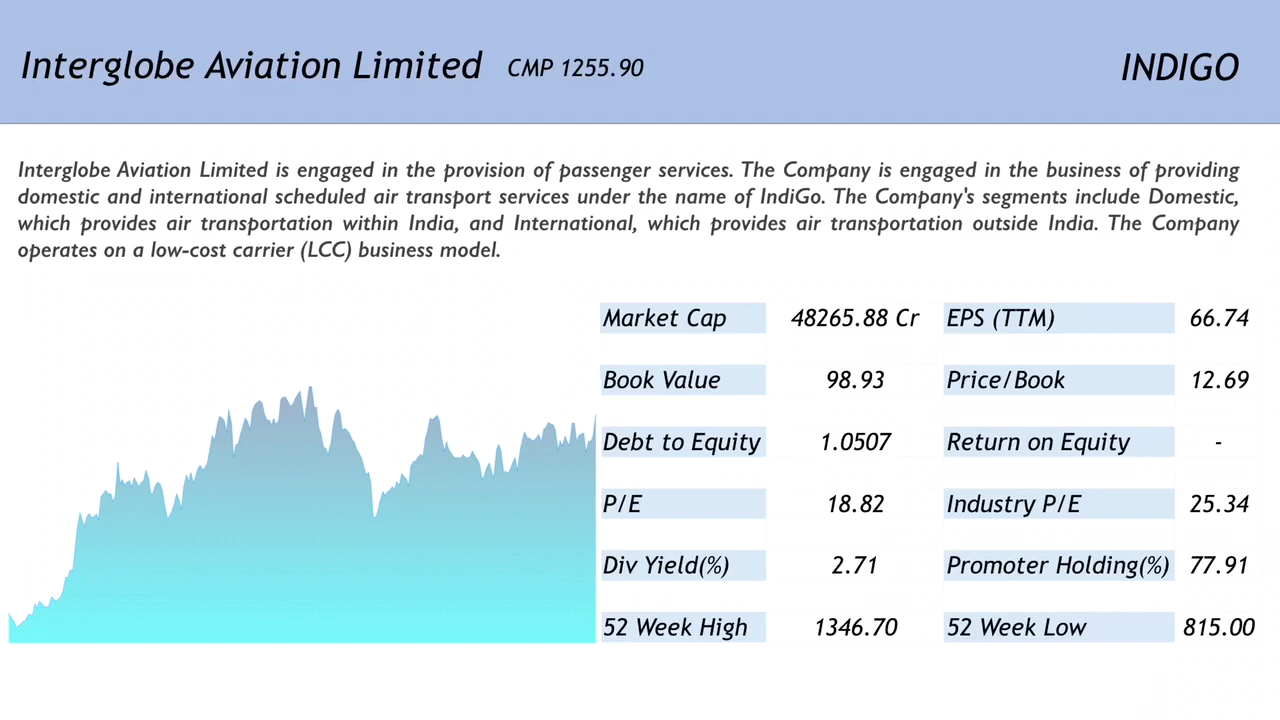 Interglobe Aviation Limited CMP 1255.90 INDIGO
Interglobe Aviation Limited is engaged in the provision of passenger services. The Company is engaged in the business of providing
domestic and international scheduled air transport services under the name of IndiGo. The Company's segments include Domestic,
which provides air transportation within India, and International, which provides air transportation outside India. The Company
operates on a low-cost carrier (LCC) business model.
Market Cap 48265.88 Cr EPS (TTM) 66.74
Book Value 98.93 Price/Book 12.69
Debt to Equity 1.0507 Return on Equity -
P/E 18.82 Industry P/E 25.34
Div Yield(%) 2.71 Promoter Holding(%) 77.91
52 Week High 1346.70 52 Week Low 815.00